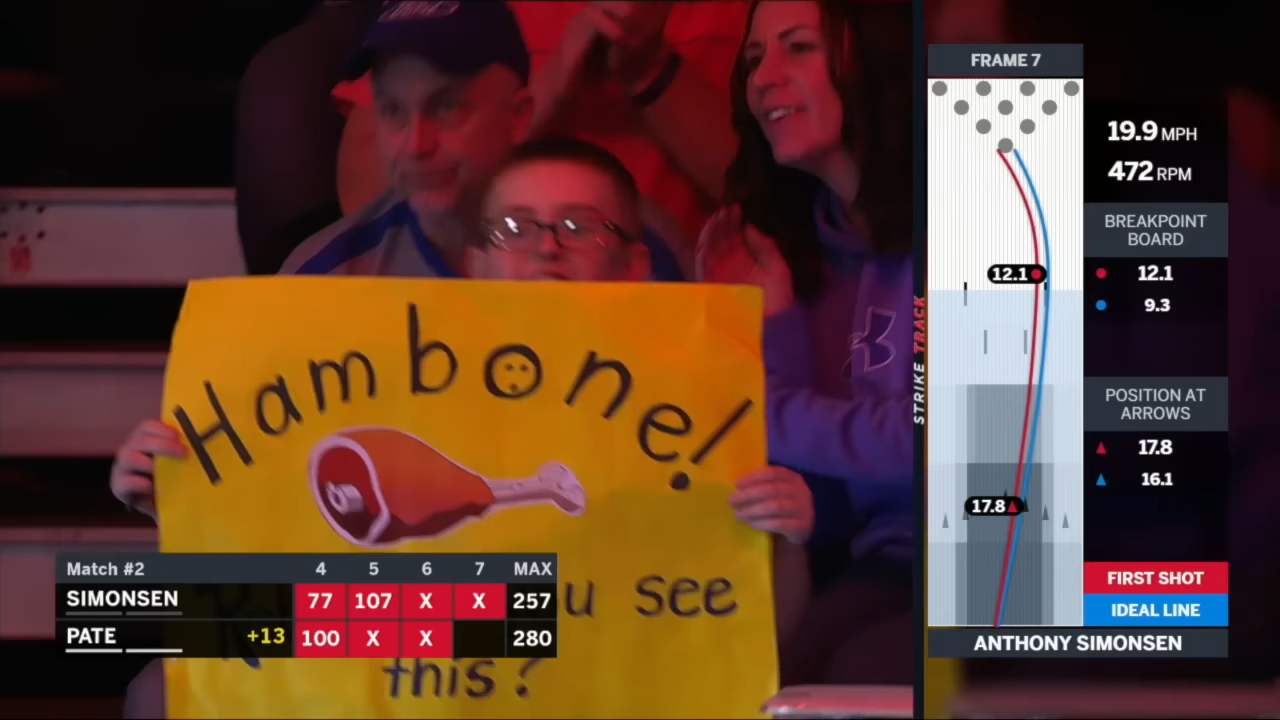 Hambone!
u see
this?
Match #2 4 5 6 7 MAX
SIMONSEN 77 107 X X 257
PATE +13 100 X X 280
STRIKE TRACK
FRAME 7
12.1
17.8
19.9 MPH
472 RPM
BREAKPOINT
BOARD
12.1
9.3
POSITION AT
ARROWS
17.8
16.1
FIRST SHOT
IDEAL LINE
ANTHONY SIMONSEN